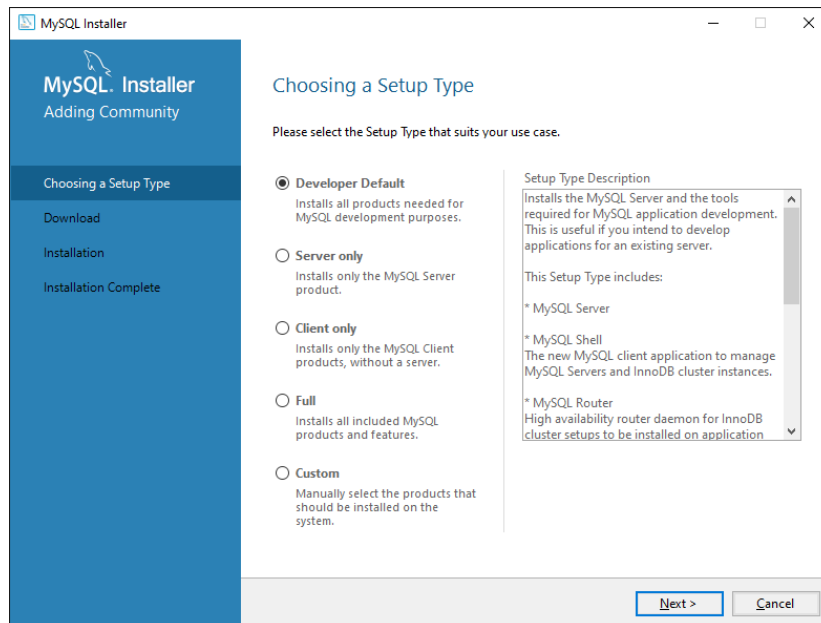 MySQL Installer
MySQL. Installer
Adding Community
Choosing a Setup Type
Download
Installation
Installation Complete
Choosing a Setup Type
Please select the Setup Type that suits your use case.
Developer Default
Installs all products needed for
MySQL development purposes.
Server only
Installs only the MySQL Server
product.
Client only
Installs only the MySQL Client
products, without a server.
Full
Installs all included MySQL
products and features.
Custom
Manually select the products that
should be installed on the
system.
Setup Type Description
Installs the MySQL Server and the tools
required for MySQL application development.
This is useful if you intend to develop
applications for an existing server.
This Setup Type includes:
* MySQL Server
* MySQL Shell
The new MySQL client application to manage
MySQL Servers and InnoDB cluster instances.
* MySQL Router
High availability router daemon for InnoDB
cluster setups to be installed on application
Next >
Cancel